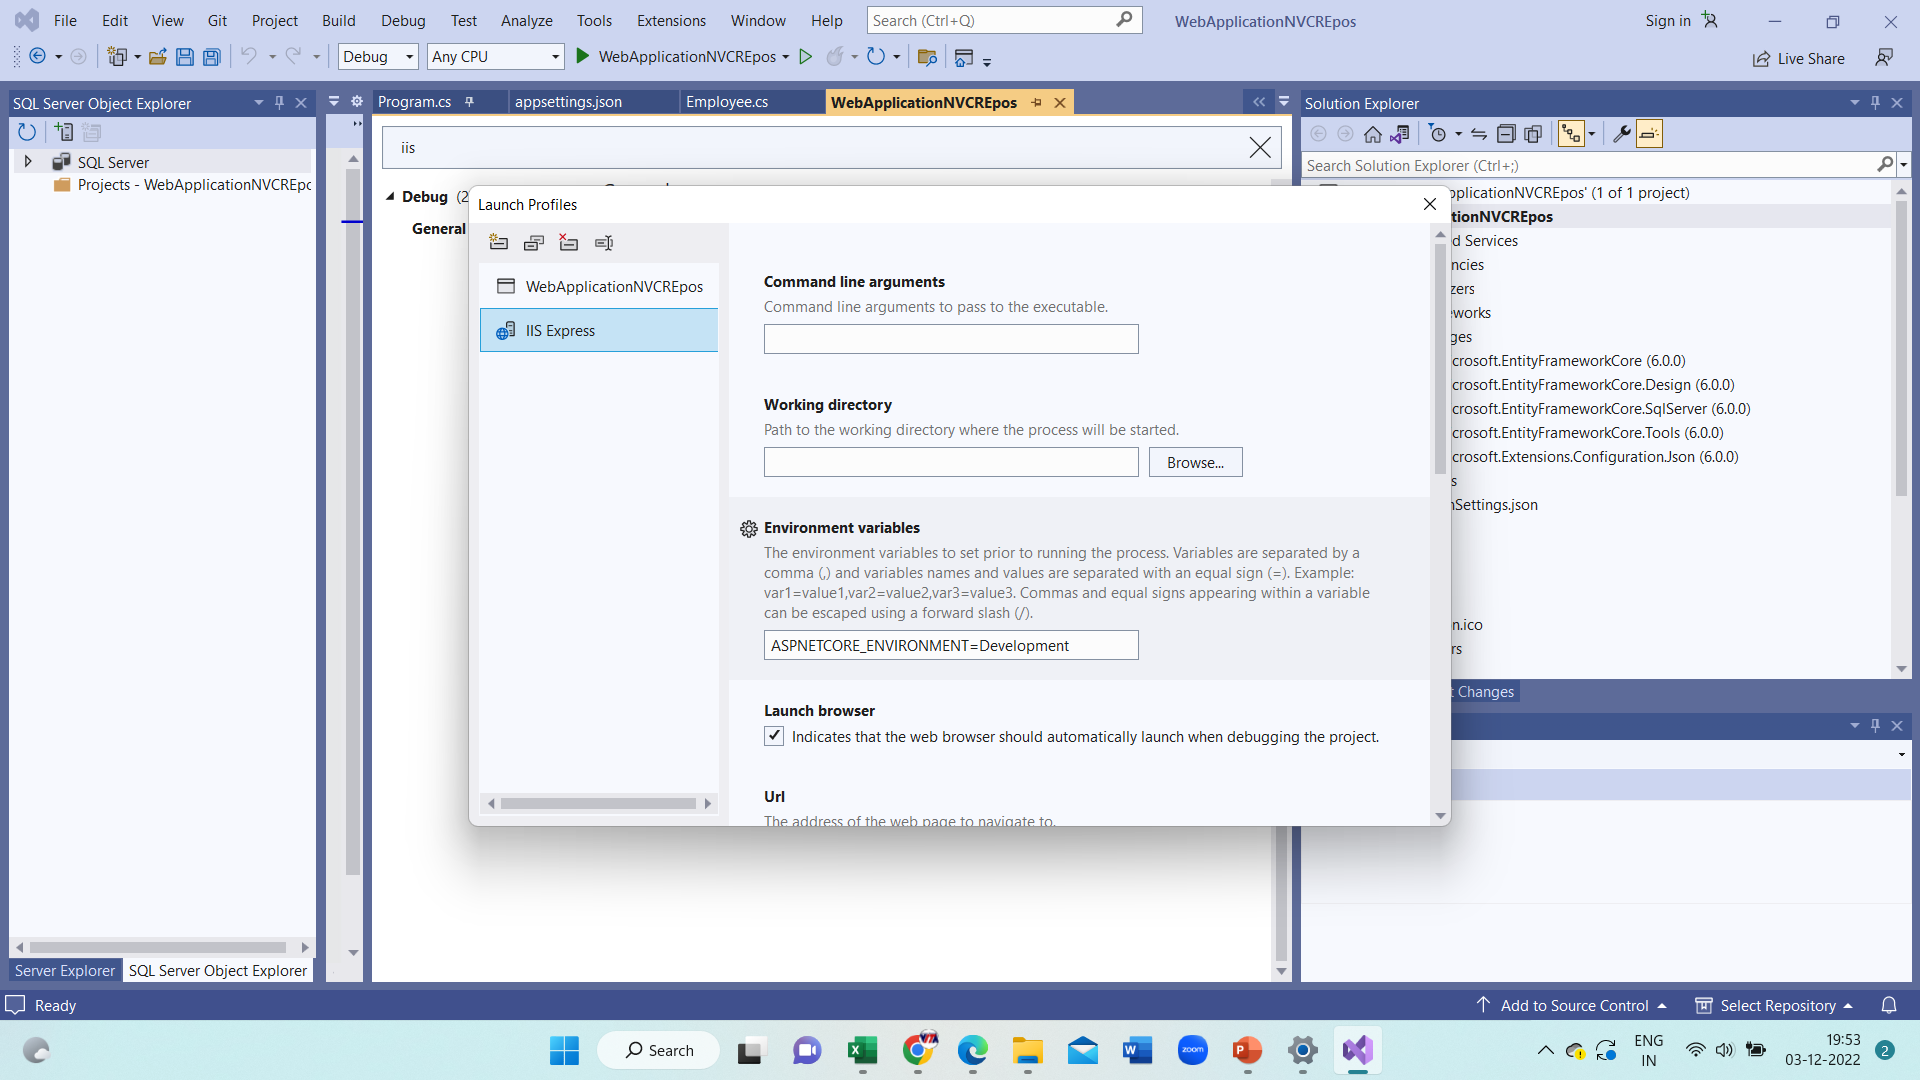 File Edit View Git Project Build Debug Test Analyze Tools Extensions Window Help Search (Ctrl+Q) WebApplicationNVCREpos Sign in
Debug Any CPU WebApplicationNVCREpos Live Share
SQL Server Object Explorer
SQL Server
Projects - WebApplicationNVCREpo
Server Explorer SQL Server Object Explorer
Program.cs appsettings.json Employee.cs WebApplicationNVCREpos
iis
Debug (2
General
Launch Profiles
WebApplicationNVCREpos
IIS Express
Command line arguments
Command line arguments to pass to the executable.
Working directory
Path to the working directory where the process will be started.
Browse...
Environment variables
The environment variables to set prior to running the process. Variables are separated by a
comma (,) and variables names and values are separated with an equal sign (=). Example:
var1=value1,var2=value2,var3=value3. Commas and equal signs appearing within a variable
can be escaped using a forward slash (/).
ASPNETCORE_ENVIRONMENT=Development
Launch browser
Indicates that the web browser should automatically launch when debugging the project.
Url
The address of the web page to navigate to.
Solution Explorer
Search Solution Explorer (Ctrl+;)
plicationNVCREpos' (1 of 1 project)
tionNVCREpos
d Services
ncies
zers
eworks
ges
crosoft.EntityFrameworkCore (6.0.0)
crosoft.EntityFrameworkCore.Design (6.0.0)
crosoft.EntityFrameworkCore.SqlServer (6.0.0)
crosoft.EntityFrameworkCore.Tools (6.0.0)
crosoft.Extensions.Configuration.Json (6.0.0)
s
hSettings.json
n.ico
rs
t Changes
Ready Add to Source Control Select Repository
Search zoom ENG
IN
19:53
03-12-2022
2